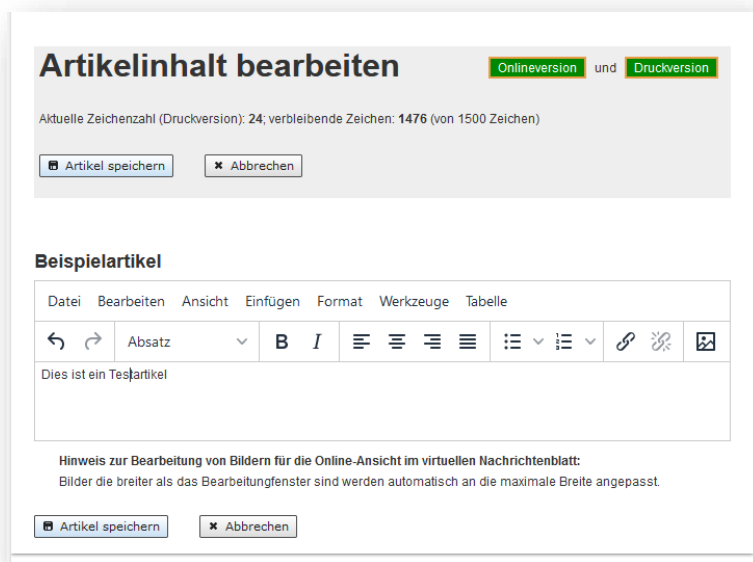 Artikelinhalt bearbeiten
Onlineversion und Druckversion
Aktuelle Zeichenzahl (Druckversion): 24; verbleibende Zeichen: 1476 (von 1500 Zeichen)
Artikel speichern Abbrechen
Beispielartikel
Datei Bearbeiten Ansicht Einfügen Format Werkzeuge Tabelle
Absatz B I
Dies ist ein Testartikel
Hinweis zur Bearbeitung von Bildern für die Online-Ansicht im virtuellen Nachrichtenblatt:
Bilder die breiter als das Bearbeitungfenster sind werden automatisch an die maximale Breite angepasst.
Artikel speichern Abbrechen